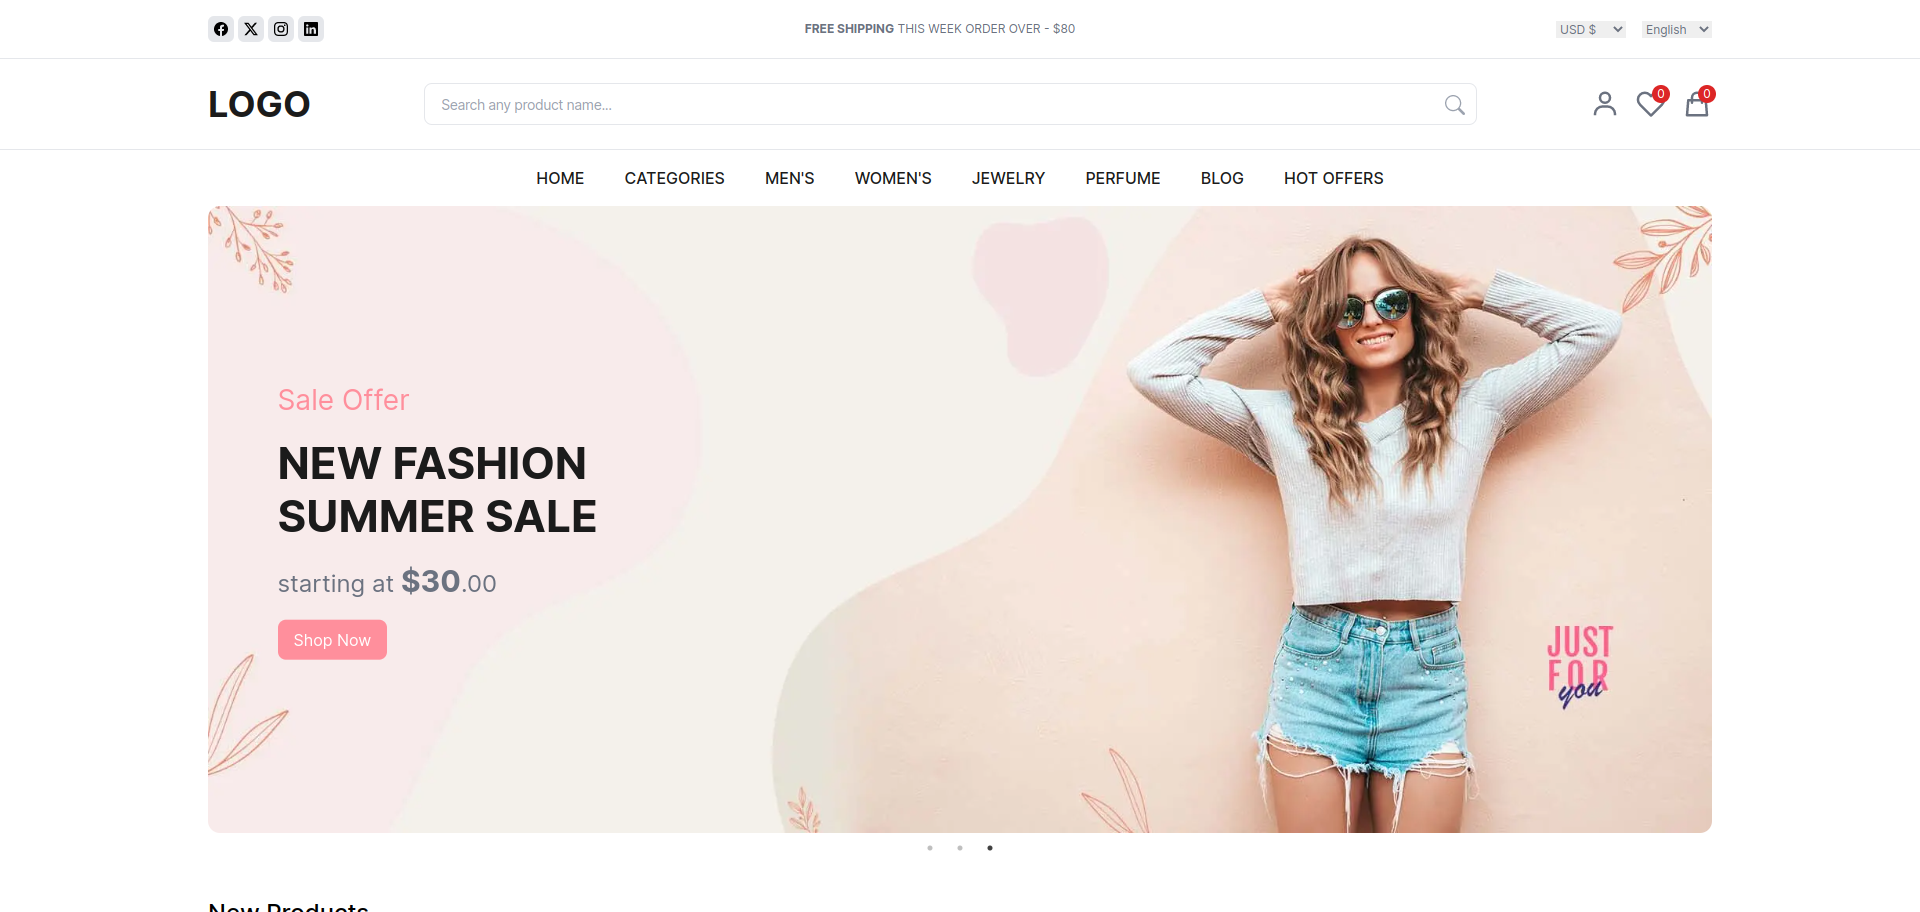 FREE SHIPPING THIS WEEK ORDER OVER - $80
USD $
English
LOGO
Search any product name...
0
0
HOME
CATEGORIES
MEN'S
WOMEN'S
JEWELRY
PERFUME
BLOG
HOT OFFERS
Sale Offer
NEW FASHION
SUMMER SALE
starting at $30.00
Shop Now
JUST
FOR
you
New Products